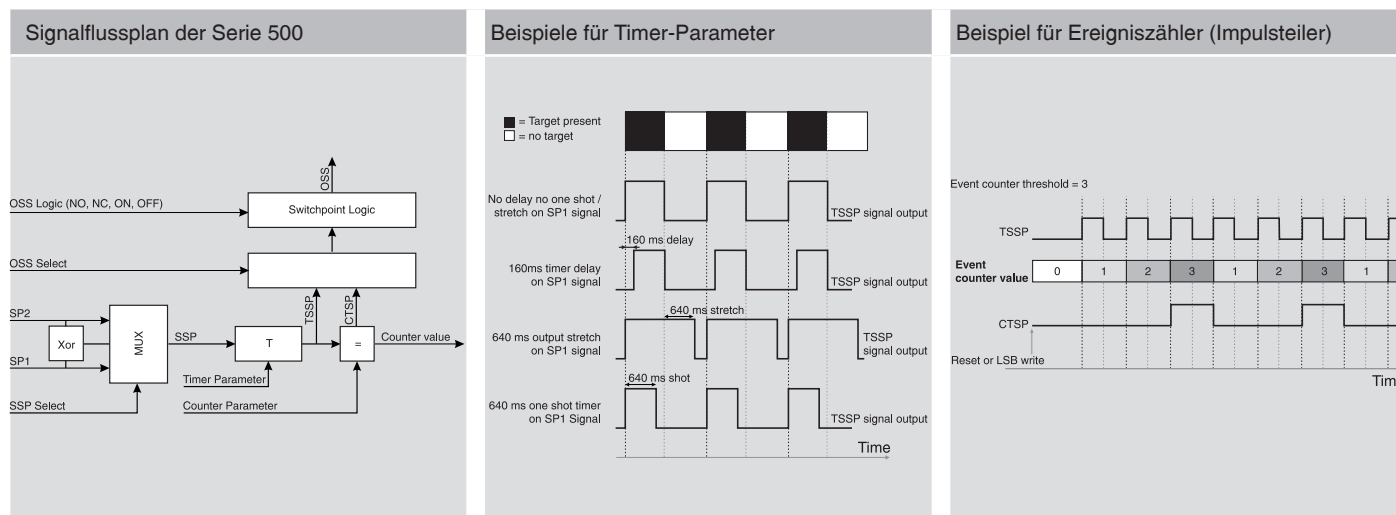 Signalflussplan der Serie 500
OSS
OSS Logic (NO, NC, ON, OFF)
Switchpoint Logic
OSS Select
TSSP
CTSP
SP2
Xor
MUX
SSP
T
=
Counter value
SP1
Timer Parameter
SSP Select
Counter Parameter
Beispiele für Timer-Parameter
= Target present
= no target
No delay no one shot /
stretch on SP1 signal
TSSP signal output
160 ms delay
160ms timer delay
on SP1 signal
TSSP signal output
640 ms stretch
640 ms output stretch
on SP1 signal
TSSP
signal output
640 ms shot
640 ms one shot timer
on SP1 Signal
TSSP signal output
Time
Beispiel für Ereigniszähler (Impulsteiler)
Event counter threshold = 3
TSSP
Event
counter value
0 1 2 3 1 2 3 1
CTSP
Reset or LSB write
Tim